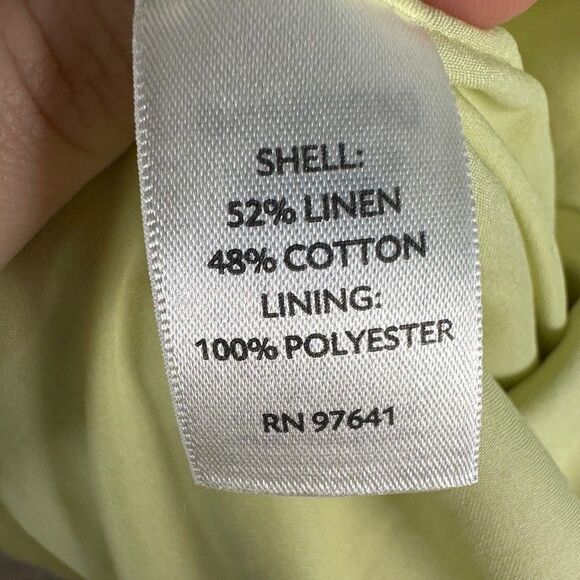 SHELL:
52% LINEN
48% COTTON
LINING:
100% POLYESTER
RN 97641